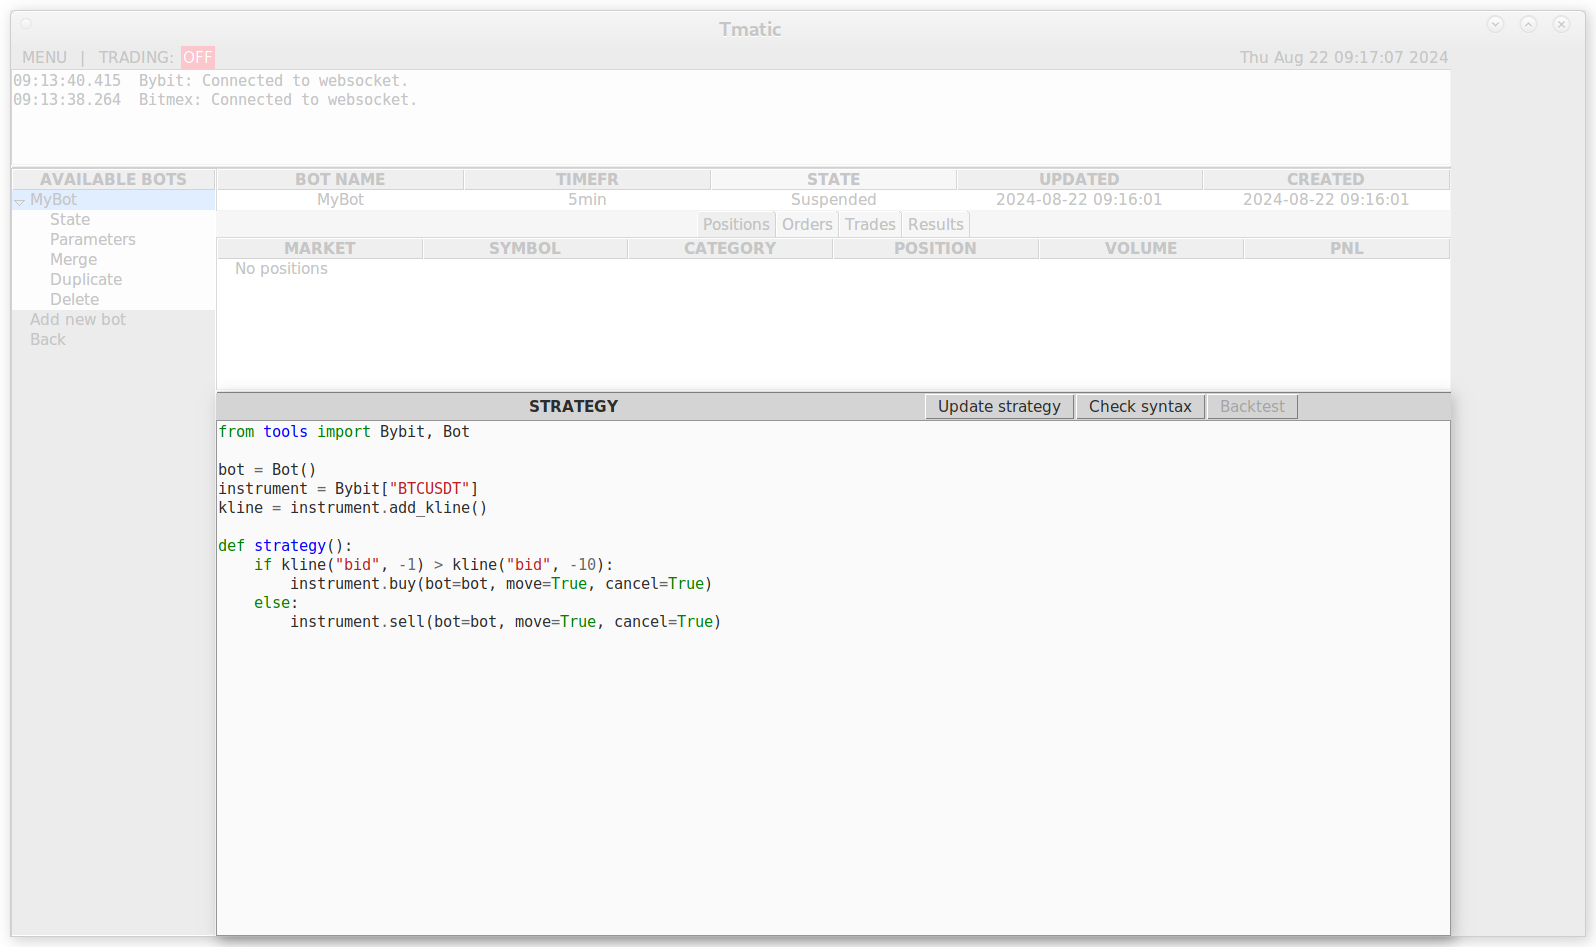 Tmatic
MENU | TRADING: OFF Thu Aug 22 09:17:07 2024
09:13:40.415 Bybit: Connected to websocket.
09:13:38.264 Bitmex: Connected to websocket.
AVAILABLE BOTS
MyBot
State
Parameters
Merge
Duplicate
Delete
Add new bot
Back
BOT NAME TIMEFR STATE UPDATED CREATED
MyBot 5min Suspended 2024-08-22 09:16:01 2024-08-22 09:16:01
Positions Orders Trades Results
MARKET SYMBOL CATEGORY POSITION VOLUME PNL
No positions
STRATEGY Update strategy Check syntax Backtest
from tools import Bybit, Bot
bot = Bot()
instrument = Bybit["BTCUSDT"]
kline = instrument.add_kline()
def strategy():
    if kline("bid", -1) > kline("bid", -10):
        instrument.buy(bot=bot, move=True, cancel=True)
    else:
        instrument.sell(bot=bot, move=True, cancel=True)